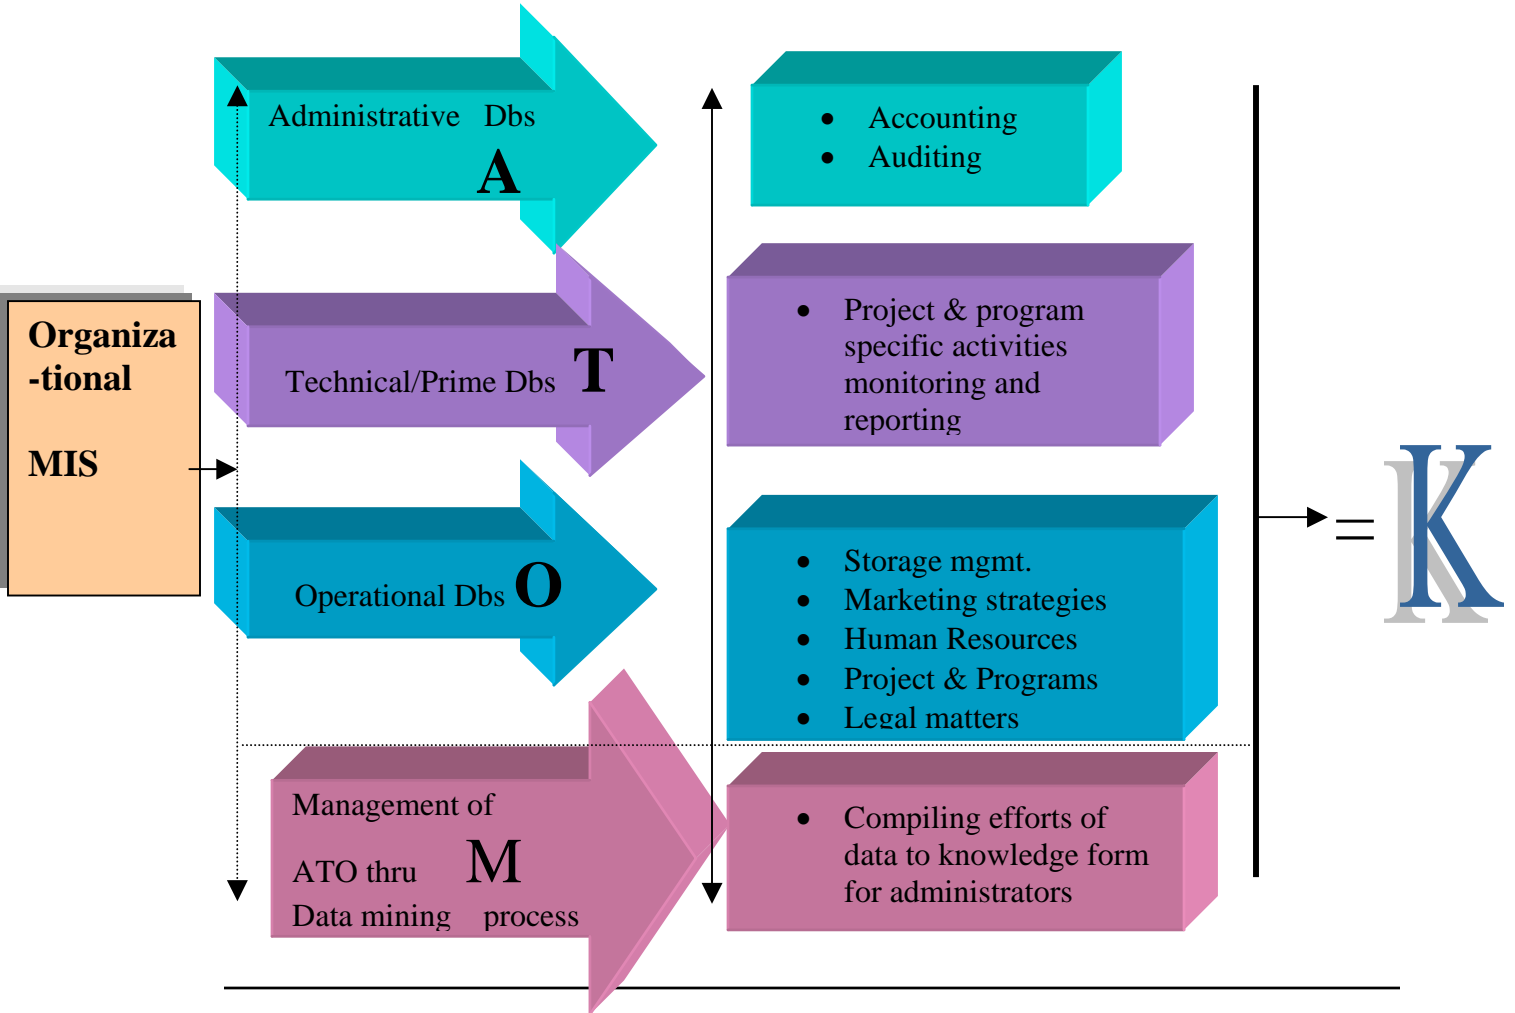 Organiza
-tional
MIS
Administrative Dbs
A
• Accounting
• Auditing
Technical/Prime Dbs T
• Project & program
specific activities
monitoring and
reporting
Operational Dbs O
• Storage mgmt.
• Marketing strategies
• Human Resources
• Project & Programs
• Legal matters
Management of
ATO thru M
Data mining process
• Compiling efforts of
data to knowledge form
for administrators
= K